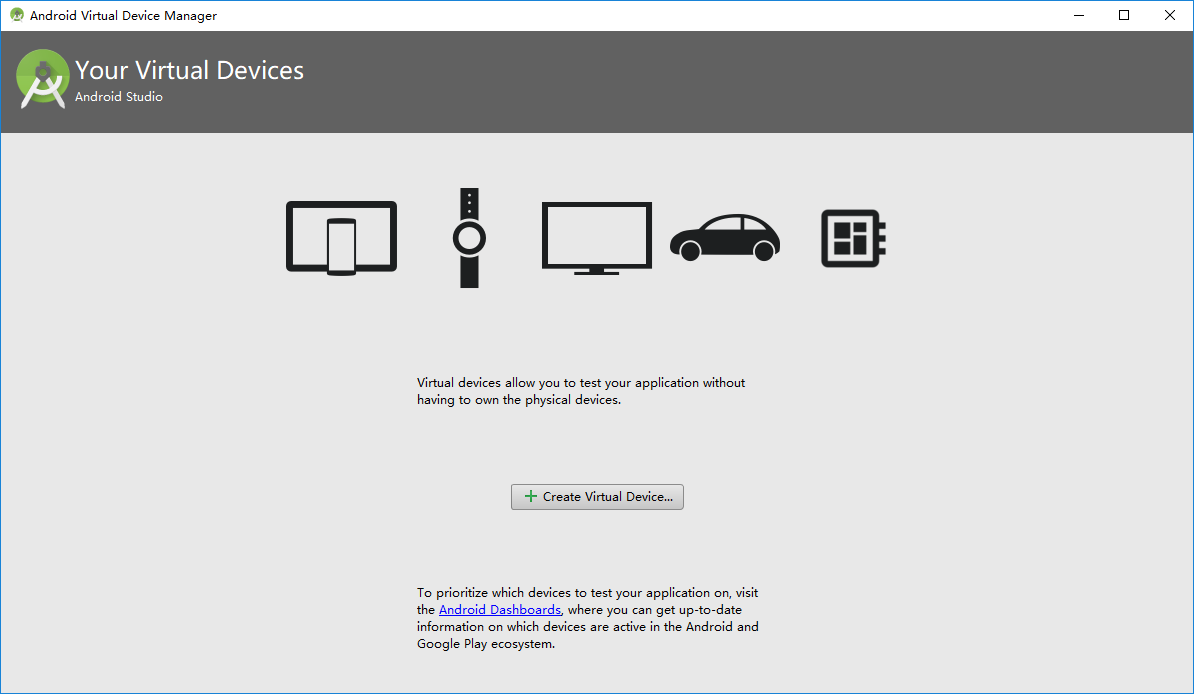 Android Virtual Device Manager
Your Virtual Devices
Android Studio
Virtual devices allow you to test your application without
having to own the physical devices.
Create Virtual Device...
To prioritize which devices to test your application on, visit
the Android Dashboards, where you can get up-to-date
information on which devices are active in the Android and
Google Play ecosystem.